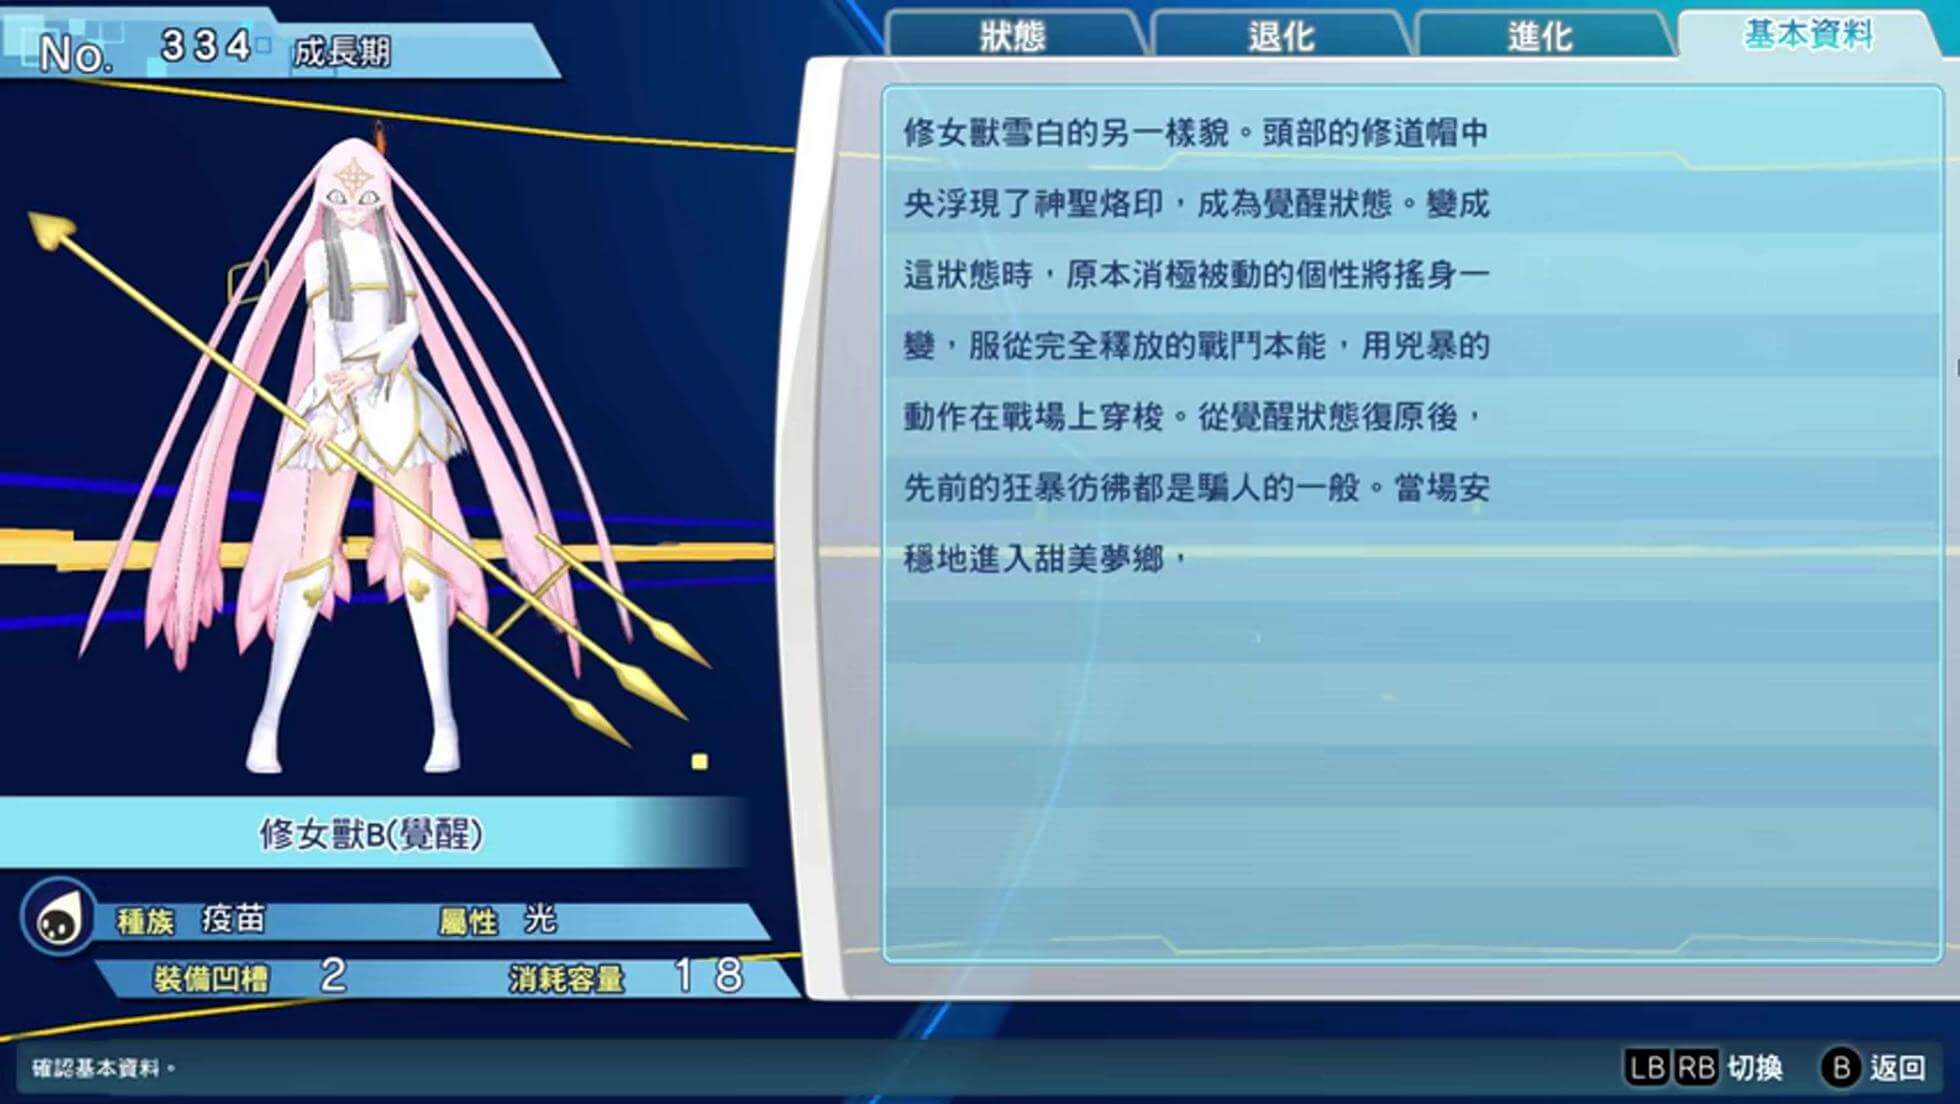 No. 334 成長期
狀態 退化 進化 基本資料
修女獸雪白的另一樣貌。頭部的修道帽中
央浮現了神聖烙印，成為覺醒狀態。變成
這狀態時，原本消極被動的個性將搖身一
變，服從完全釋放的戰鬥本能，用兇暴的
動作在戰場上穿梭。從覺醒狀態復原後，
先前的狂暴彷彿都是騙人的一般。當場安
穩地進入甜美夢鄉，
修女獸B(覺醒)
種族 疫苗 屬性 光
裝備凹槽 2 消耗容量 18
確認基本資料。
LB RB 切換 B 返回